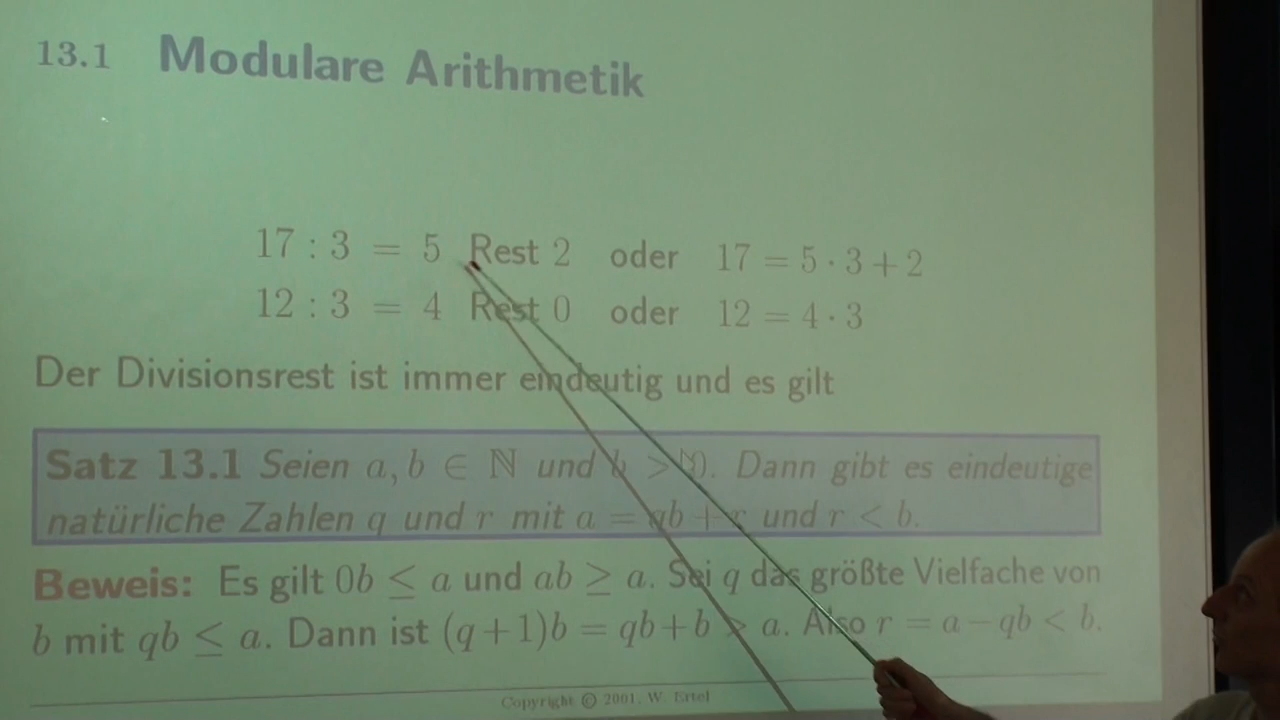 13.1 Modulare Arithmetik
17 : 3 = 5 Rest 2 oder 17 = 5 · 3 + 2
12 : 3 = 4 Rest 0 oder 12 = 4 · 3
Der Divisionsrest ist immer eindeutig und es gilt
Satz 13.1 Seien a, b ∈ ℕ und b > 0. Dann gibt es eindeutige
natürliche Zahlen q und r mit a = qb + r und r < b.
Beweis: Es gilt 0b ≤ a und ab ≥ a. Sei q das größte Vielfache von
b mit qb ≤ a. Dann ist (q + 1)b = qb + b > a. Also r = a − qb < b.
Copyright © 2001, W. Ertel